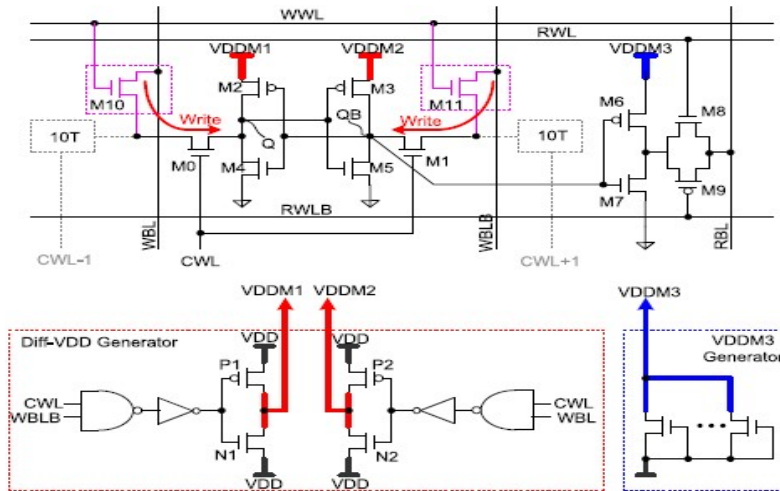 WWL
RWL
VDDM1 VDDM2 VDDM3
M2 M3
M10 M11 M6 M8
Write QB Write
10T Q 10T
M0 M4 M5 M1 M7 M9
RWLB
WBL WBLB RBL
CWL-1 CWL CWL+1
VDDM1 VDDM2 VDDM3
Diff-VDD Generator VDD VDD VDDM3
Generator
P1 P2
CWL CWL
WBLB WBL
N1 N2
VDD VDD